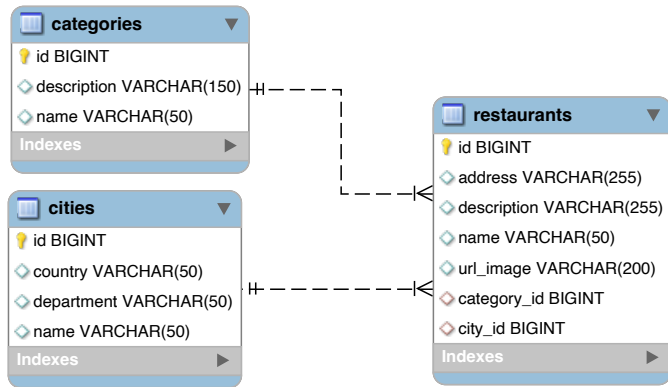 categories
id BIGINT
description VARCHAR(150)
name VARCHAR(50)
Indexes
cities
id BIGINT
country VARCHAR(50)
department VARCHAR(50)
name VARCHAR(50)
Indexes
restaurants
id BIGINT
address VARCHAR(255)
description VARCHAR(255)
name VARCHAR(50)
url_image VARCHAR(200)
category_id BIGINT
city_id BIGINT
Indexes